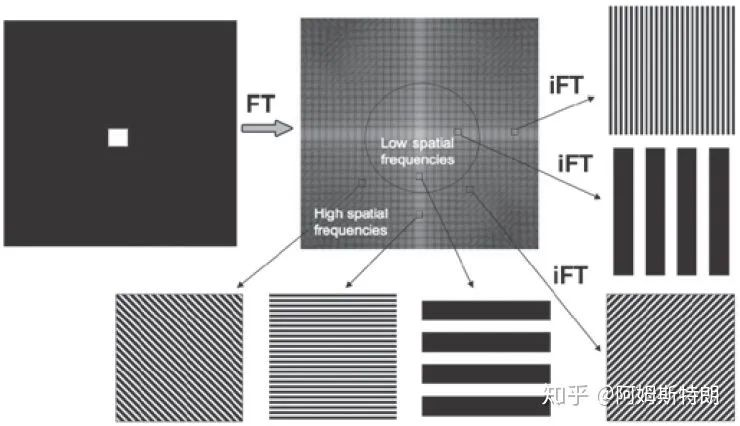 FT
iFT
Low spatial
frequencies
iFT
High spatial
frequencies
iFT
知乎 @阿姆斯特朗